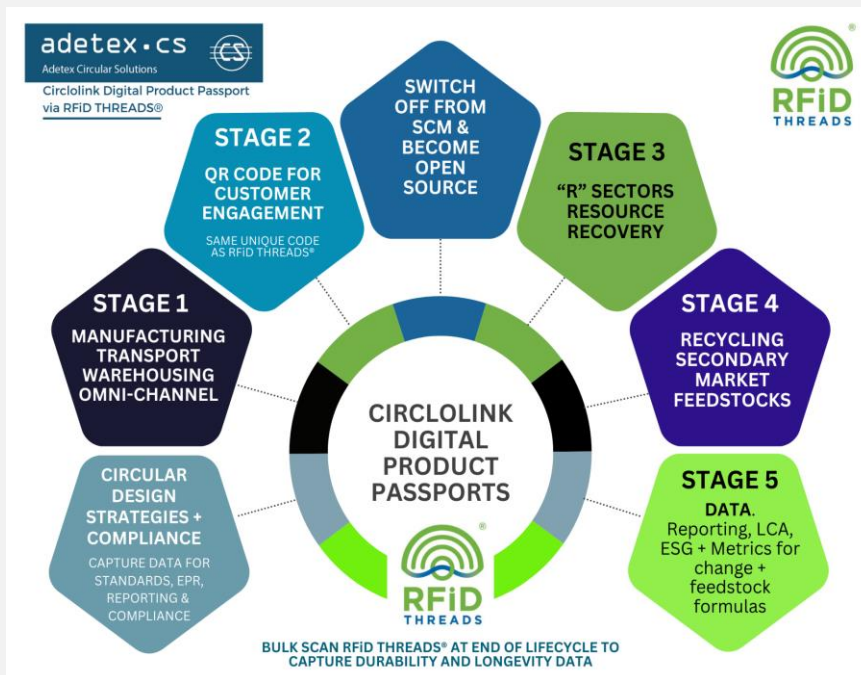 adetex•cs
CS
Adetex Circular Solutions
Circlolink Digital Product Passport
via RFiD THREADS®
®
RFiD
THREADS
CIRCULAR
DESIGN
STRATEGIES +
COMPLIANCE
CAPTURE DATA FOR
STANDARDS, EPR,
REPORTING &
COMPLIANCE
STAGE 1
MANUFACTURING
TRANSPORT
WAREHOUSING
OMNI-CHANNEL
STAGE 2
QR CODE FOR
CUSTOMER
ENGAGEMENT
SAME UNIQUE CODE
AS RFiD THREADS®
SWITCH
OFF FROM
SCM &
BECOME
OPEN
SOURCE
STAGE 3
“R” SECTORS
RESOURCE
RECOVERY
STAGE 4
RECYCLING
SECONDARY
MARKET
FEEDSTOCKS
STAGE 5
DATA.
Reporting, LCA,
ESG + Metrics for
change +
feedstock
formulas
CIRCLOLINK
DIGITAL
PRODUCT
PASSPORTS
®
RFiD
THREADS
BULK SCAN RFiD THREADS® AT END OF LIFECYCLE TO
CAPTURE DURABILITY AND LONGEVITY DATA